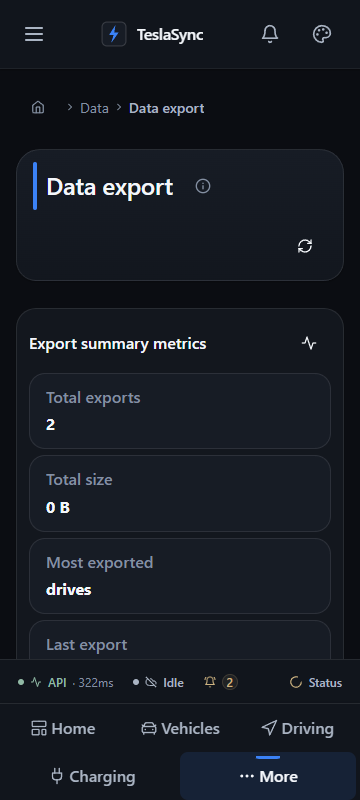 TeslaSync
Data Data export
Data export
Export summary metrics
Total exports
2
Total size
0 B
Most exported
drives
Last export
API · 322ms Idle 2 Status
Home Vehicles Driving
Charging More